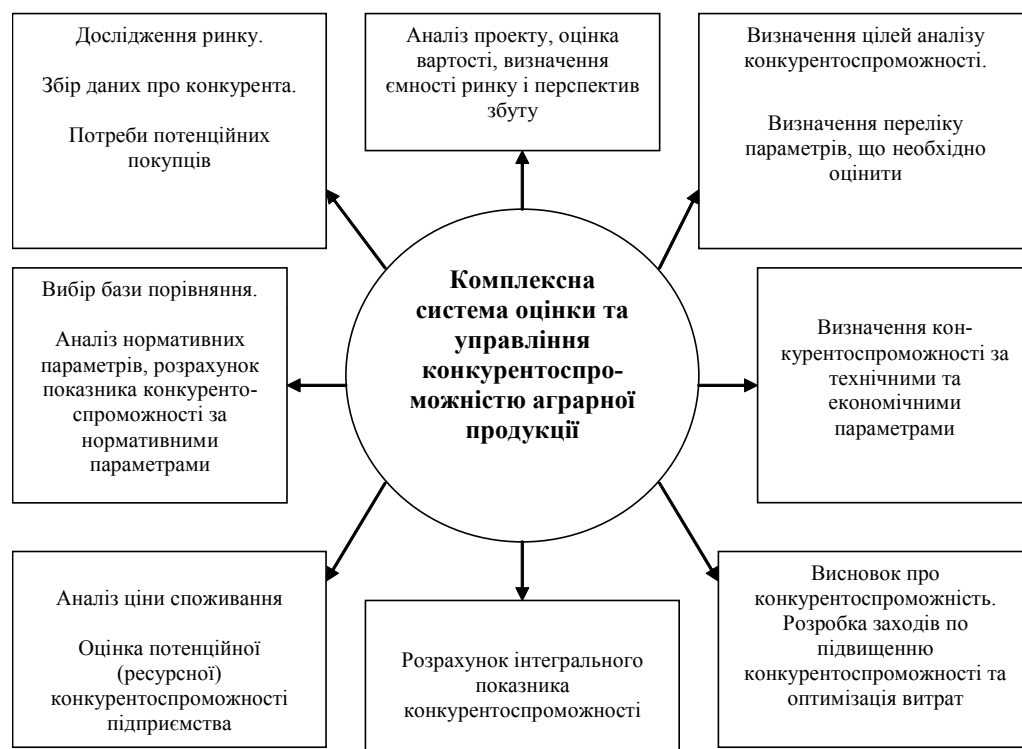 Дослідження ринку.
Збір даних про конкурента.
Потреби потенційних
покупців
Аналіз проекту, оцінка
вартості, визначення
ємності ринку і перспектив
збуту
Визначення цілей аналізу
конкурентоспроможності.
Визначення переліку
параметрів, що необхідно
оцінити
Вибір бази порівняння.
Аналіз нормативних
параметрів, розрахунок
показника конкуренто-
спроможності за
нормативними
параметрами
Комплексна
система оцінки та
управління
конкурентоспро-
можністю аграрної
продукції
Визначення кон-
курентоспроможності за
технічними та
економічними
параметрами
Аналіз ціни споживання
Оцінка потенційної
(ресурсної)
конкурентоспроможності
підприємства
Розрахунок інтегрального
показника
конкурентоспроможності
Висновок про
конкурентоспроможність.
Розробка заходів по
підвищенню
конкурентоспроможності та
оптимізація витрат